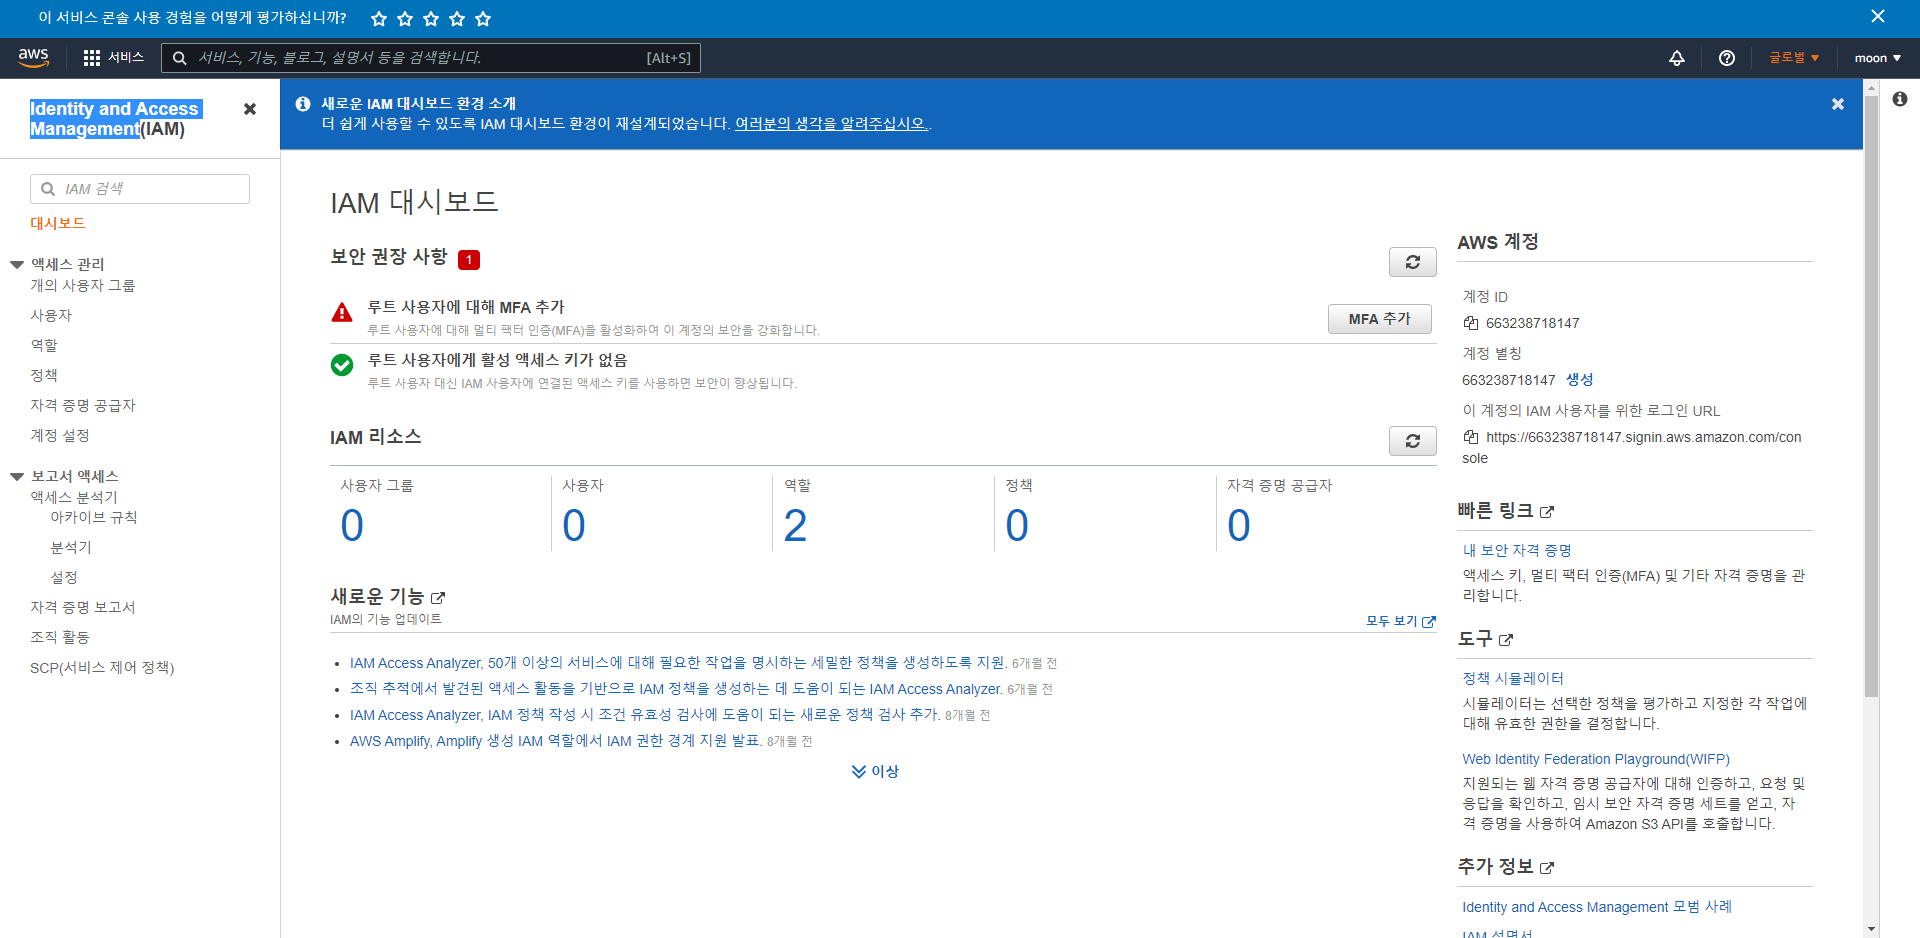 이 서비스 콘솔 사용 경험을 어떻게 평가하십니까?
aws
서비스
서비스, 기능, 블로그, 설명서 등을 검색합니다.
[Alt+S]
글로벌
moon
Identity and Access
Management(IAM)
IAM 검색
대시보드
액세스 관리
개의 사용자 그룹
사용자
역할
정책
자격 증명 공급자
계정 설정
보고서 액세스
액세스 분석기
아카이브 규칙
분석기
설정
자격 증명 보고서
조직 활동
SCP(서비스 제어 정책)
새로운 IAM 대시보드 환경 소개
더 쉽게 사용할 수 있도록 IAM 대시보드 환경이 재설계되었습니다. 여러분의 생각을 알려주십시오..
IAM 대시보드
보안 권장 사항 1
루트 사용자에 대해 MFA 추가
루트 사용자에 대해 멀티 팩터 인증(MFA)을 활성화하여 이 계정의 보안을 강화합니다.
MFA 추가
루트 사용자에게 활성 액세스 키가 없음
루트 사용자 대신 IAM 사용자에 연결된 액세스 키를 사용하면 보안이 향상됩니다.
IAM 리소스
사용자 그룹
0
사용자
0
역할
2
정책
0
자격 증명 공급자
0
새로운 기능
IAM의 기능 업데이트
모두 보기
IAM Access Analyzer, 50개 이상의 서비스에 대해 필요한 작업을 명시하는 세밀한 정책을 생성하도록 지원. 6개월 전
조직 추적에서 발견된 액세스 활동을 기반으로 IAM 정책을 생성하는 데 도움이 되는 IAM Access Analyzer. 6개월 전
IAM Access Analyzer, IAM 정책 작성 시 조건 유효성 검사에 도움이 되는 새로운 정책 검사 추가. 8개월 전
AWS Amplify, Amplify 생성 IAM 역할에서 IAM 권한 경계 지원 발표. 8개월 전
이상
AWS 계정
계정 ID
663238718147
계정 별칭
663238718147 생성
이 계정의 IAM 사용자를 위한 로그인 URL
https://663238718147.signin.aws.amazon.com/con
sole
빠른 링크
내 보안 자격 증명
액세스 키, 멀티 팩터 인증(MFA) 및 기타 자격 증명을 관
리합니다.
도구
정책 시뮬레이터
시뮬레이터는 선택한 정책을 평가하고 지정한 각 작업에
대해 유효한 권한을 결정합니다.
Web Identity Federation Playground(WIFP)
지원되는 웹 자격 증명 공급자에 대해 인증하고, 요청 및
응답을 확인하고, 임시 보안 자격 증명 세트를 얻고, 자
격 증명을 사용하여 Amazon S3 API를 호출합니다.
추가 정보
Identity and Access Management 모범 사례
IAM 설명서